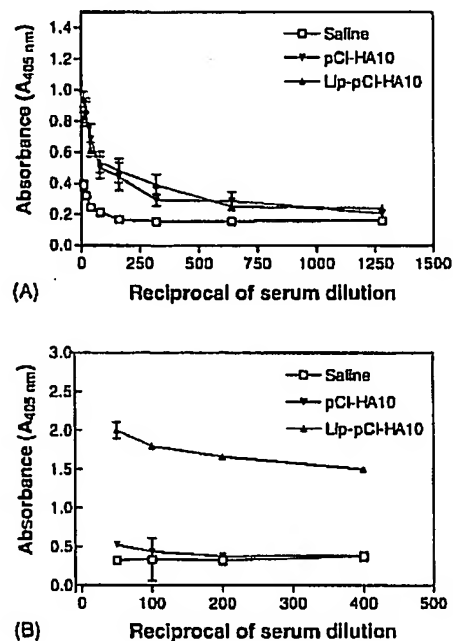 1.4
1.2
1.0
0.8
0.6
0.4
0.2
0.0
Absorbance (A405 nm)
Saline
pCI-HA10
Lip-pCI-HA10
0 250 500 750 1000 1250 1500
(A) Reciprocal of serum dilution
3.0
2.5
2.0
1.5
1.0
0.5
0.0
Absorbance (A405 nm)
Saline
pCI-HA10
Lip-pCI-HA10
0 100 200 300 400 500
(B) Reciprocal of serum dilution